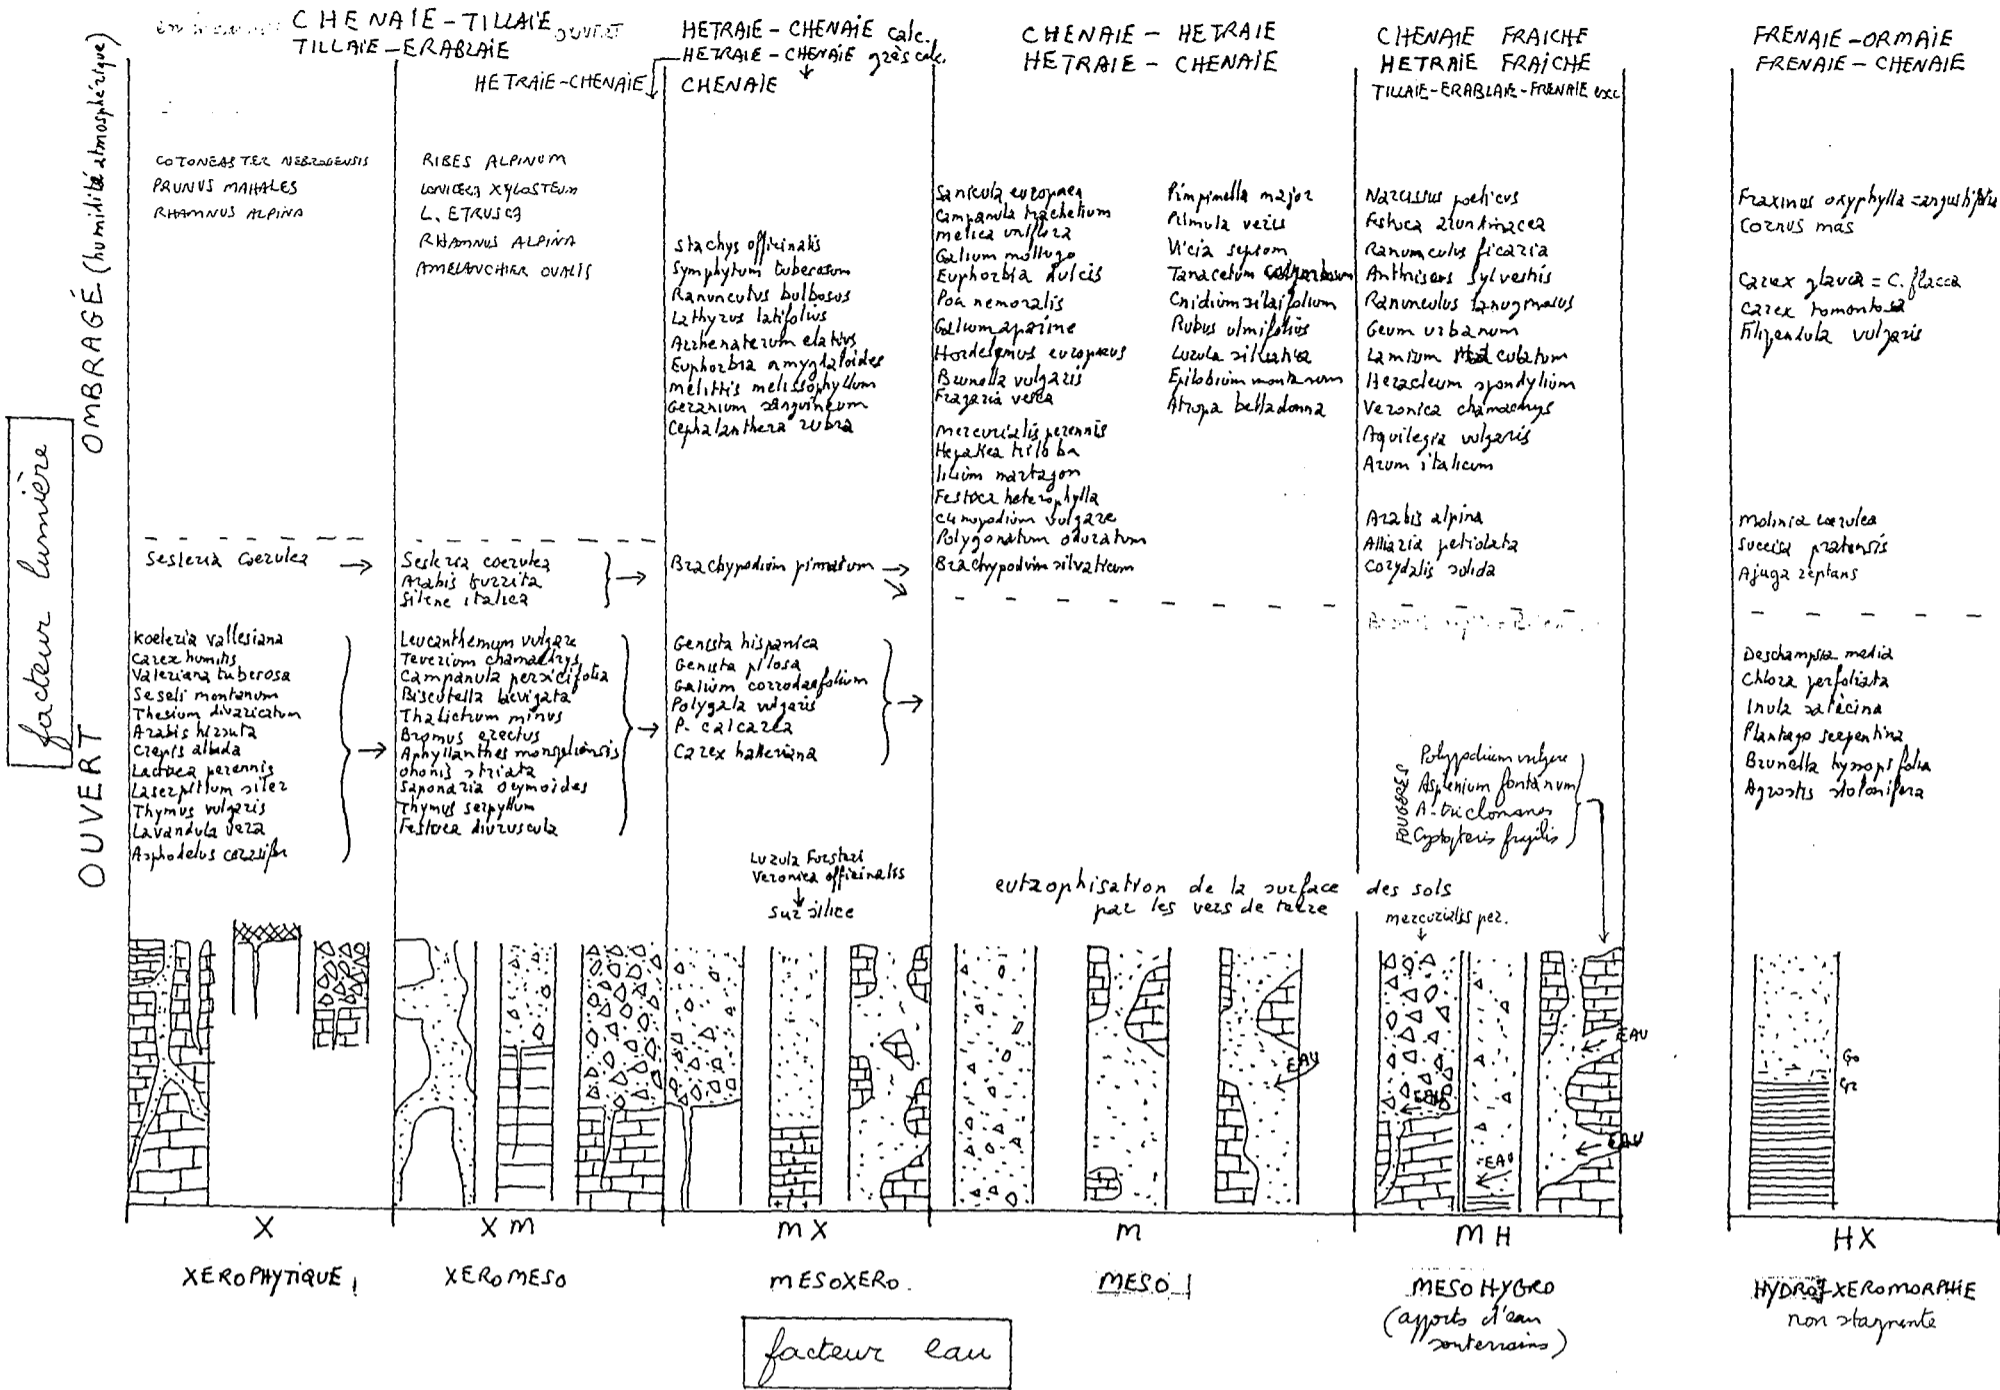 CHENAIE-TILLAIE OUVERT
TILLAIE-ERABLAIE
HETRAIE-CHENAIE
HETRAIE-CHENAIE calc.
HETRAIE-CHENAIE grès calc.
CHENAIE
CHENAIE-HETRAIE
HETRAIE-CHENAIE
CHENAIE FRAICHE
HETRAIE FRAICHE
TILLAIE-ERABLAIE-FRENAIE exc
FRENAIE-ORMAIE
FRENAIE-CHENAIE
facteur lumière
OMBRAGÉ (humidité atmosphérique)
OUVERT
COTONEASTER NEBROGENSIS
PRUNUS MAHALES
RHAMNUS ALPINA
Sesleria Coerulea →
Koeleria vallesiana
Carex humilis
Valeriana tuberosa
Seseli montanum
Thesium divaricatum
Arabis hirsuta
Crepis albida
Lactuca perennis
Laserpitium siler
Thymus vulgaris
Lavandula vera
Asphodelus cerasifer
RIBES ALPINUM
LONICERA XYLOSTEUM
L. ETRUSCA
RHAMNUS ALPINA
AMELANCHIER OVALIS
Sesleria coerulea
Arabis turrita
Silene italica
Leucanthemum vulgare
Teucrium chamaedrys
Campanula persicifolia
Biscutella laevigata
Thalictrum minus
Bromus erectus
Aphyllanthes monspeliensis
Ononis striata
Saponaria ocymoides
Thymus serpyllum
Festuca duruscula
Stachys officinalis
Symphytum tuberosum
Ranunculus bulbosus
Lathyrus latifolius
Arrhenaterum elatius
Euphorbia amygdaloides
Melittis melissophyllum
Geranium sanguineum
Cephalanthera rubra
Brachypodium pinnatum →
Genista hispanica
Genista pilosa
Galium corrudaefolium
Polygala vulgaris
P. calcarea
Carex halleriana
Luzula Forsteri
Veronica officinalis
sur silice
Sanicula europaea
Campanula trachelium
Melica uniflora
Galium mollugo
Euphorbia dulcis
Poa nemoralis
Galium aparine
Hordelymus europaeus
Brunella vulgaris
Fragaria vesca
Mercurialis perennis
Hepatica triloba
lilium martagon
Festuca heterophylla
clinopodium vulgare
Polygonatum odoratum
Brachypodium silvaticum
Pimpinella major
Primula veris
Vicia sepium
Tanacetum corymbosum
Cnidium silaifolium
Rubus ulmifolius
Luzula silvatica
Epilobium montanum
Atropa belladonna
Narcissus poeticus
Festuca arundinacea
Ranunculus ficaria
Anthriscus sylvestris
Ranunculus lanuginosus
Geum urbanum
Lamium maculatum
Heracleum spondylium
Veronica chamaedrys
Aquilegia vulgaris
Arum italicum
Arabis alpina
Alliaria petiolata
Corydalis solida
FOUGERES
Polypodium vulgare
Asplenium fontanum
A. trichomanes
Cystopteris fragilis
eutrophisation de la surface des sols
par les vers de terre
mercurialis per.
Fraxinus oxyphylla = angustifolia
Cornus mas
Carex glauca = C. flacca
Carex tomentosa
Filipendula vulgaris
Molinia coerulea
Succisa pratensis
Ajuga reptans
Deschampsia media
Chlora perfoliata
Inula salicina
Plantago serpentina
Brunella hyssopifolia
Agrostis stolonifera
EAU
EAU
EAU
EAU
EAU
Go
Gr
X
XM
MX
M
MH
HX
XEROPHYTIQUE
XEROMESO
MESOXERO.
MESO
MESOHYGRO
(apports d'eau
souterrains)
HYDRO-XEROMORPHIE
non stagnante
facteur eau